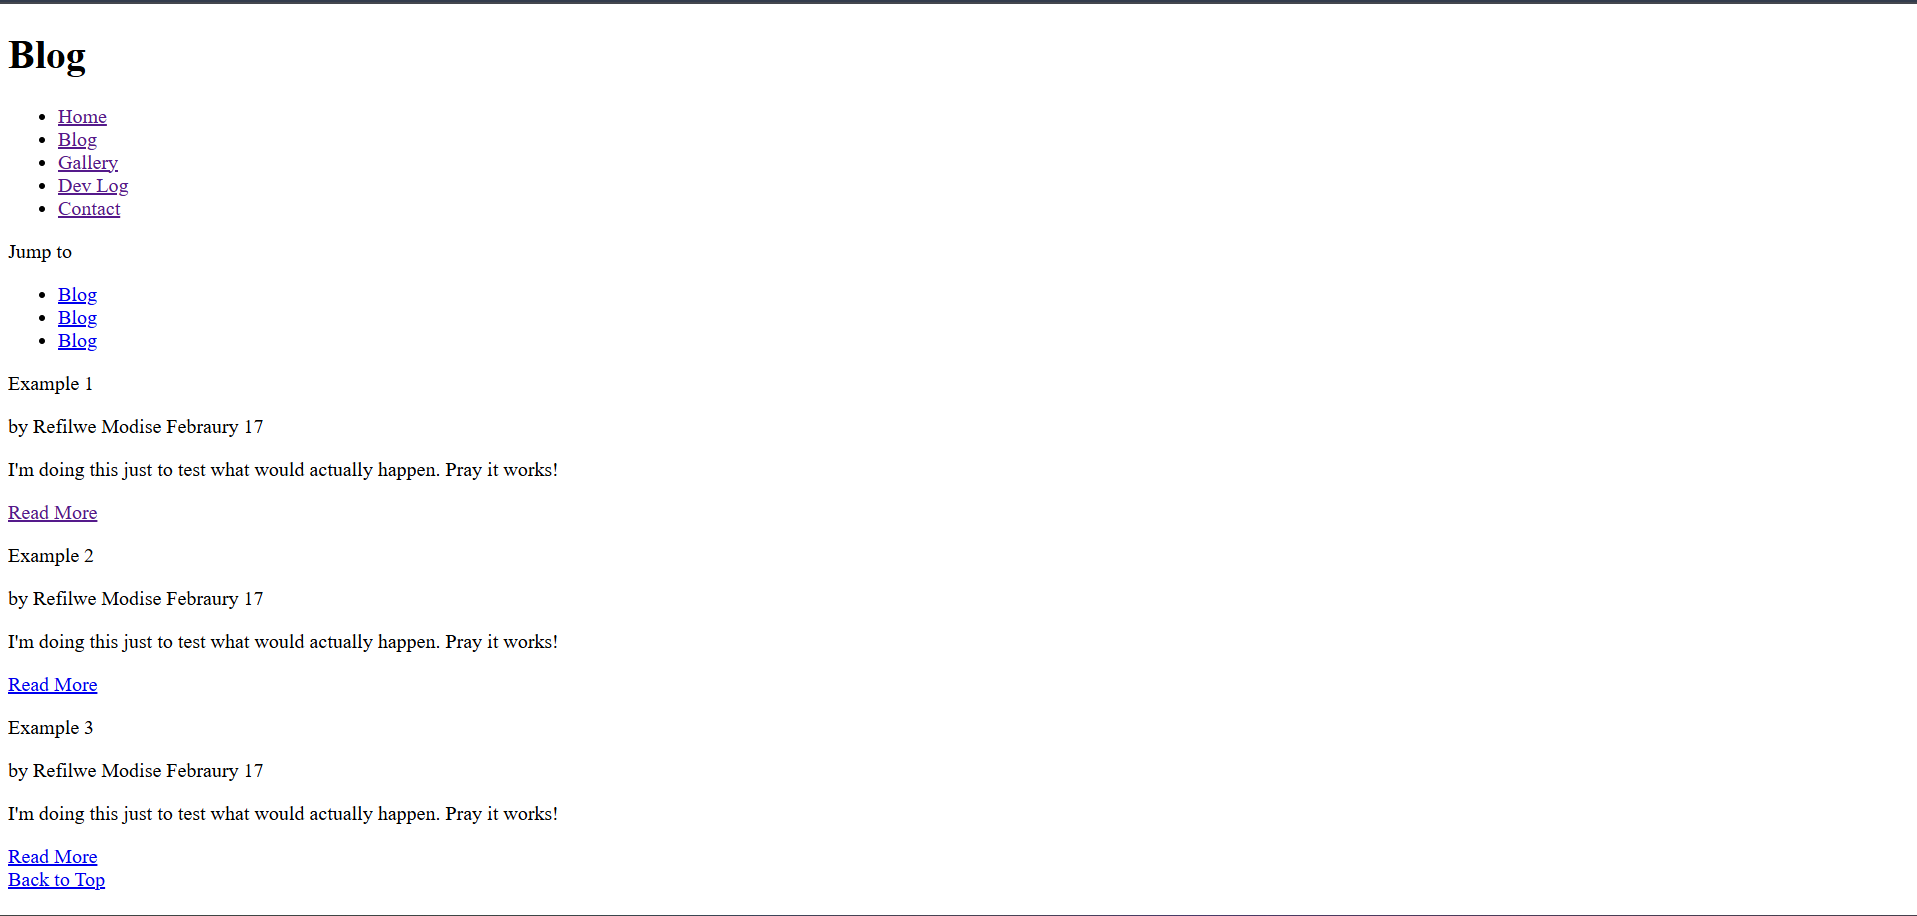 Blog
Home
Blog
Gallery
Dev Log
Contact
Jump to
Blog
Blog
Blog
Example 1
by Refilwe Modise Febraury 17
I'm doing this just to test what would actually happen. Pray it works!
Read More
Example 2
by Refilwe Modise Febraury 17
I'm doing this just to test what would actually happen. Pray it works!
Read More
Example 3
by Refilwe Modise Febraury 17
I'm doing this just to test what would actually happen. Pray it works!
Read More
Back to Top